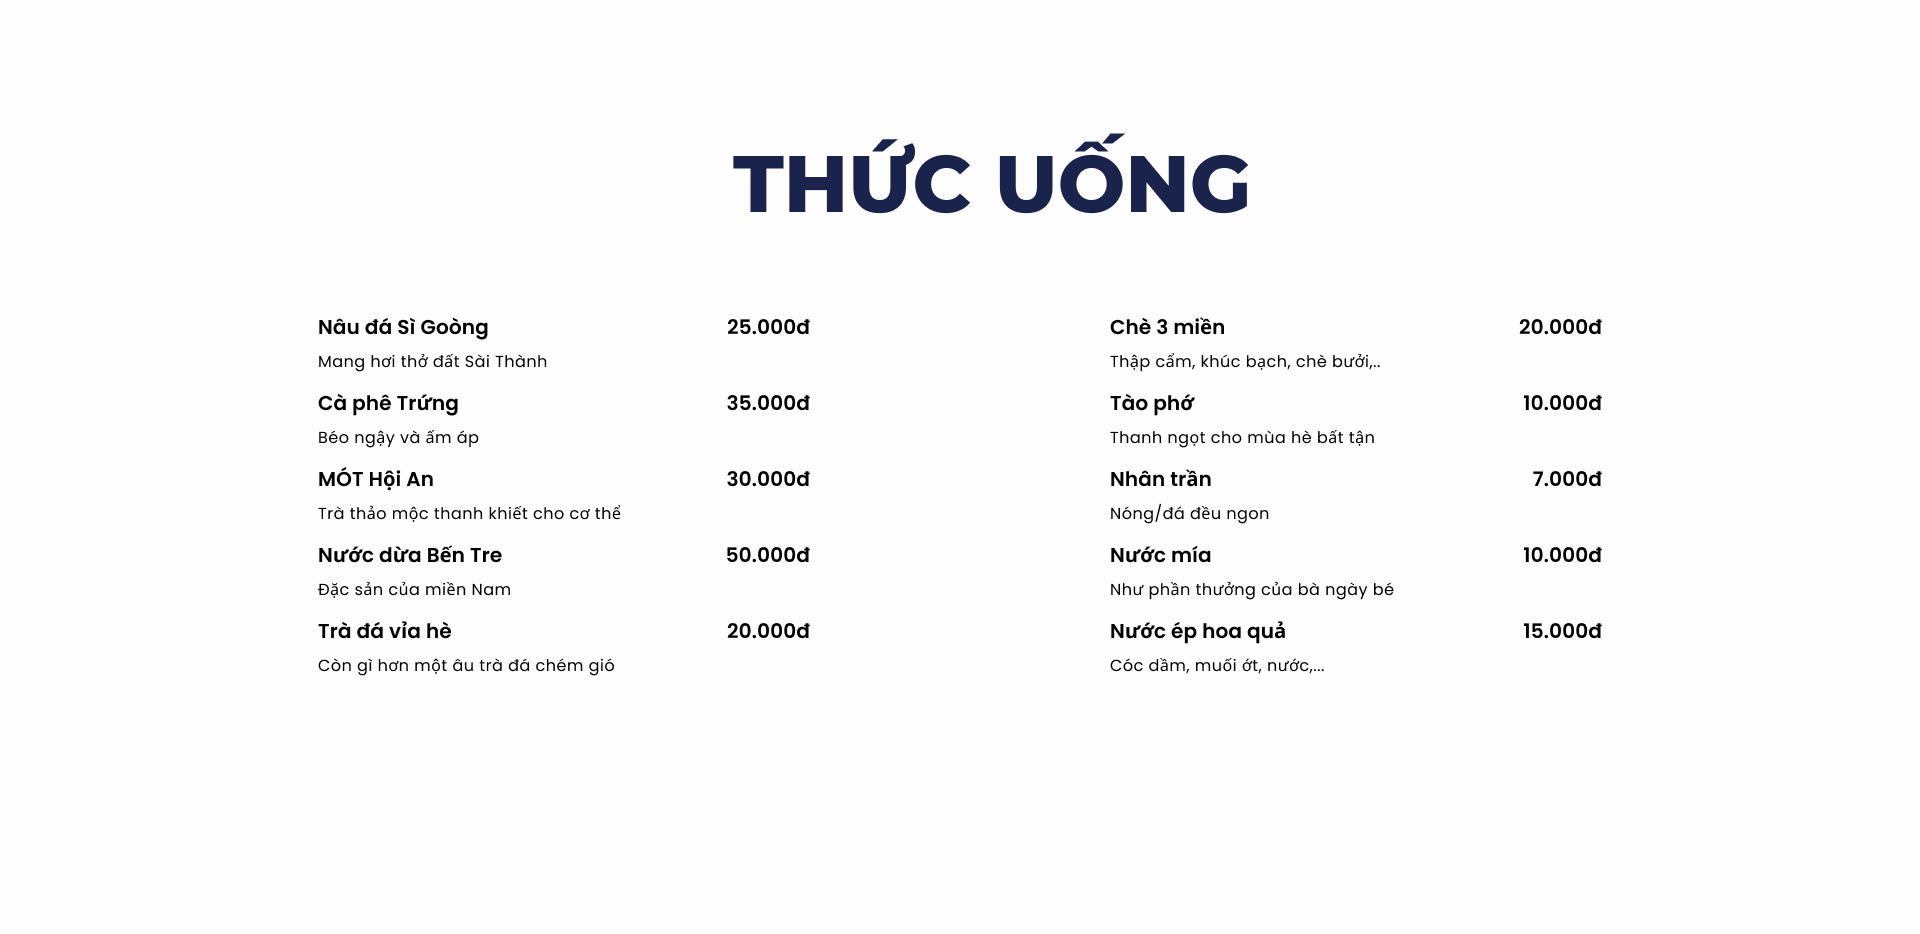 THỨC UỐNG
Nâu đá Sì Goòng 25.000đ
Mang hơi thở đất Sài Thành
Cà phê Trứng 35.000đ
Béo ngậy và ấm áp
MÓT Hội An 30.000đ
Trà thảo mộc thanh khiết cho cơ thể
Nước dừa Bến Tre 50.000đ
Đặc sản của miền Nam
Trà đá vỉa hè 20.000đ
Còn gì hơn một âu trà đá chém gió
Chè 3 miền 20.000đ
Thập cẩm, khúc bạch, chè bưởi,..
Tào phớ 10.000đ
Thanh ngọt cho mùa hè bất tận
Nhân trần 7.000đ
Nóng/đá đều ngon
Nước mía 10.000đ
Như phần thưởng của bà ngày bé
Nước ép hoa quả 15.000đ
Cóc dầm, muối ớt, nước,...